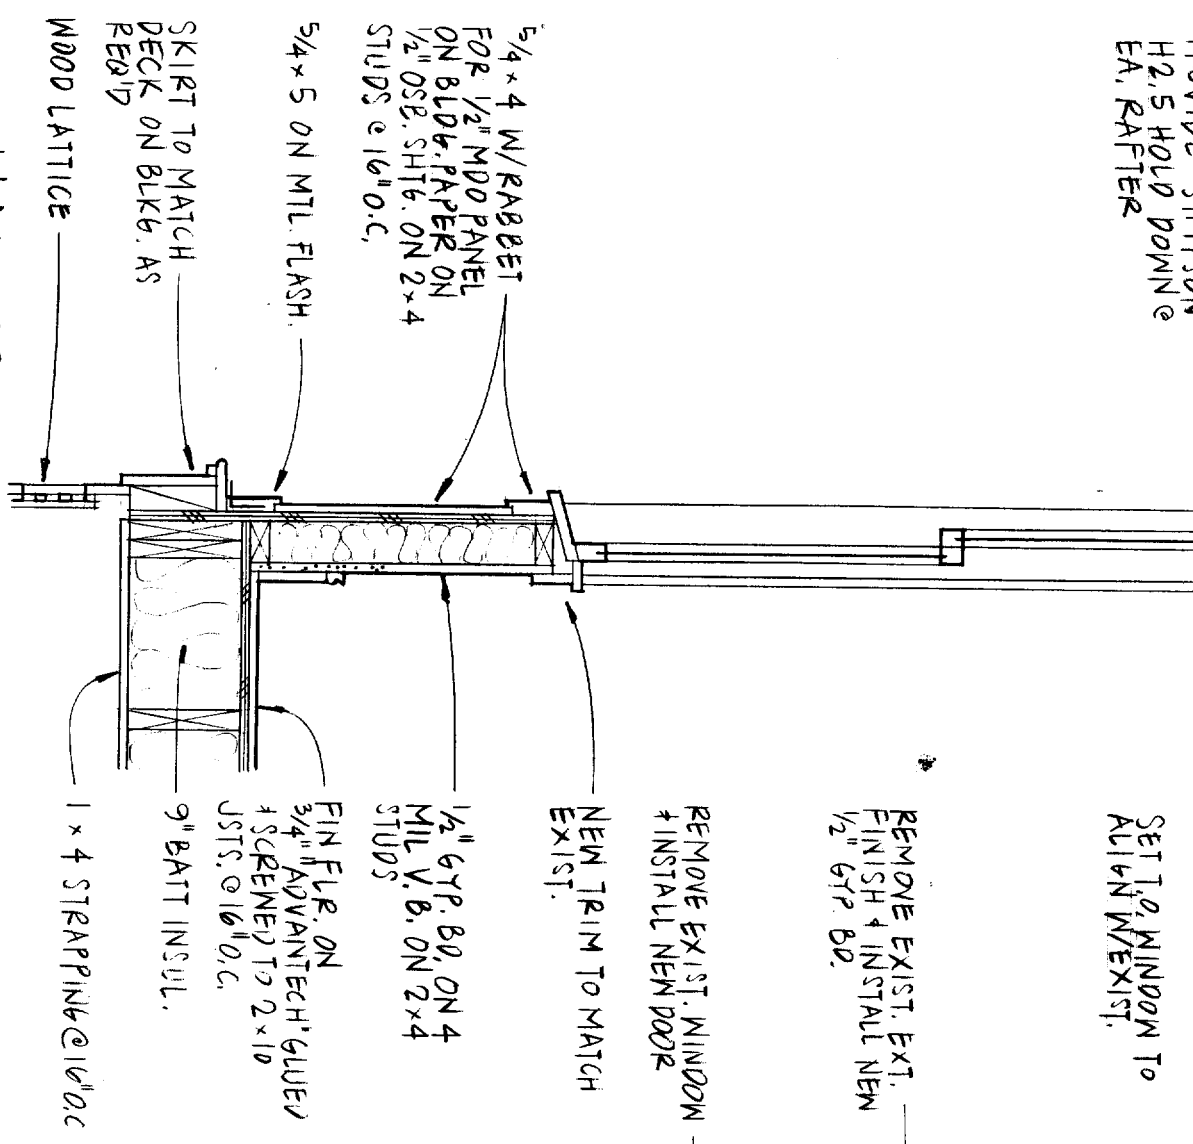 H2.5 HOLD DOWN @
EA. RAFTER
5/4 x 4 W/ RABBET
FOR 1/2" MDO PANEL
ON BLDG. PAPER ON
1/2" OSB. SHTG. ON 2x4
STUDS @ 16" O.C.
5/4 x 5 ON MTL. FLASH.
SKIRT TO MATCH
DECK ON BLKG. AS
REQ'D
WOOD LATTICE
SET T.O. WINDOW TO
ALIGN W/EXIST.
REMOVE EXIST. EXT.
FINISH & INSTALL NEW
1/2" GYP. BD.
REMOVE EXIST. WINDOW
& INSTALL NEW DOOR
NEW TRIM TO MATCH
EXIST.
1/2" GYP. BD. ON 4
MIL V.B. ON 2x4
STUDS
FIN FLR. ON
3/4" "ADVANTECH" GLUED
& SCREWED TO 2x10
JSTS. @ 16" O.C.
9" BATT INSUL.
1 x 4 STRAPPING @ 16" O.C